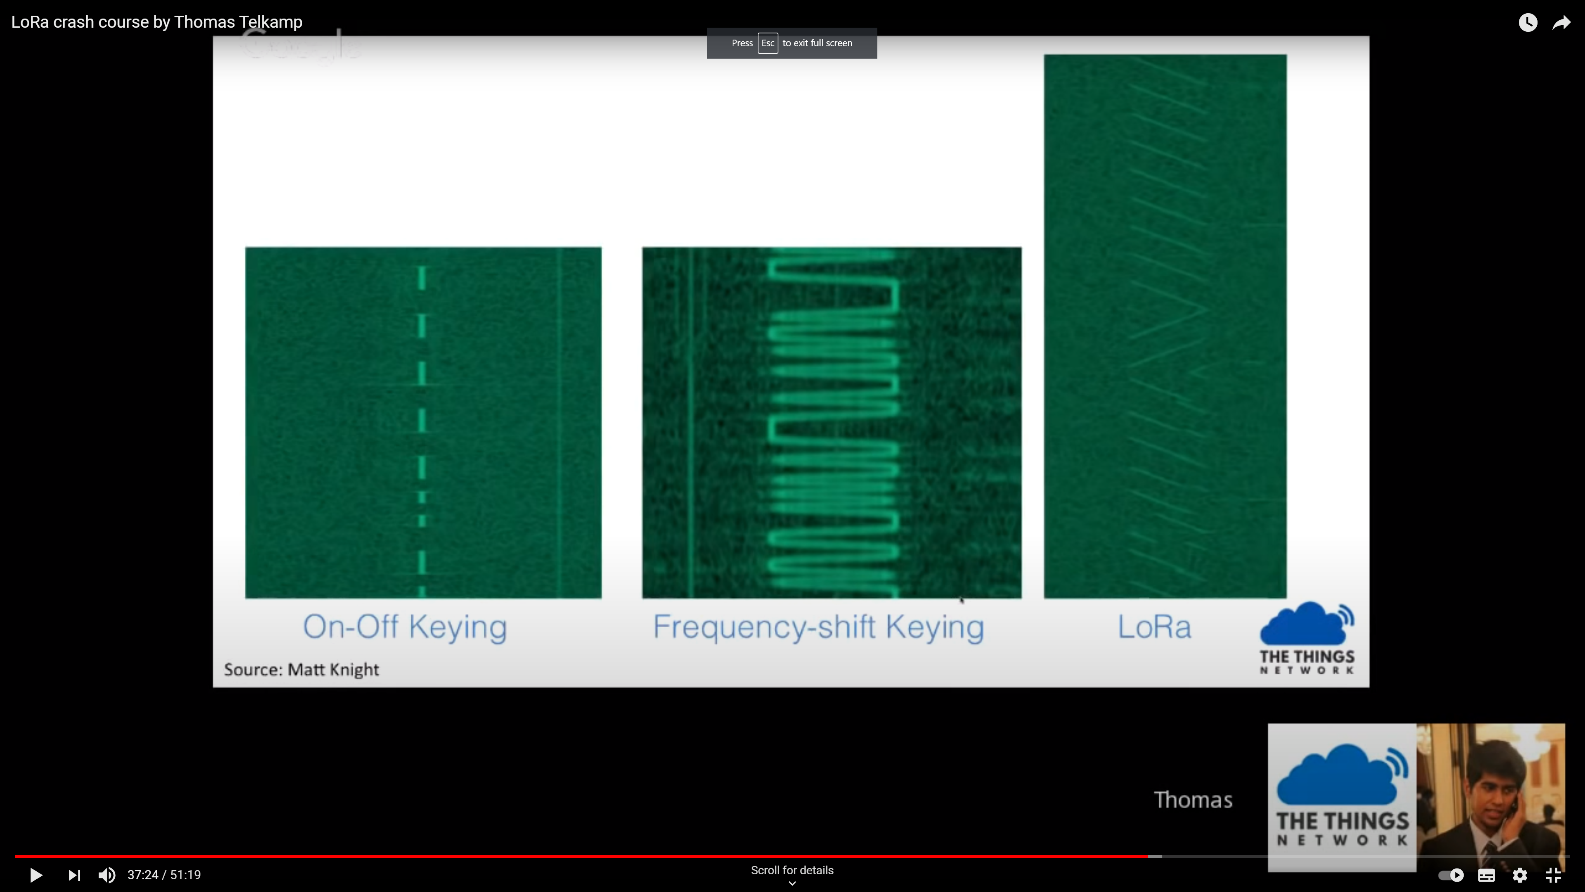 LoRa crash course by Thomas Telkamp
Press Esc to exit full screen
On-Off Keying
Frequency-shift Keying
LoRa
Source: Matt Knight
THE THINGS
NETWORK
Thomas
THE THINGS
NETWORK
37:24 / 51:19
Scroll for details